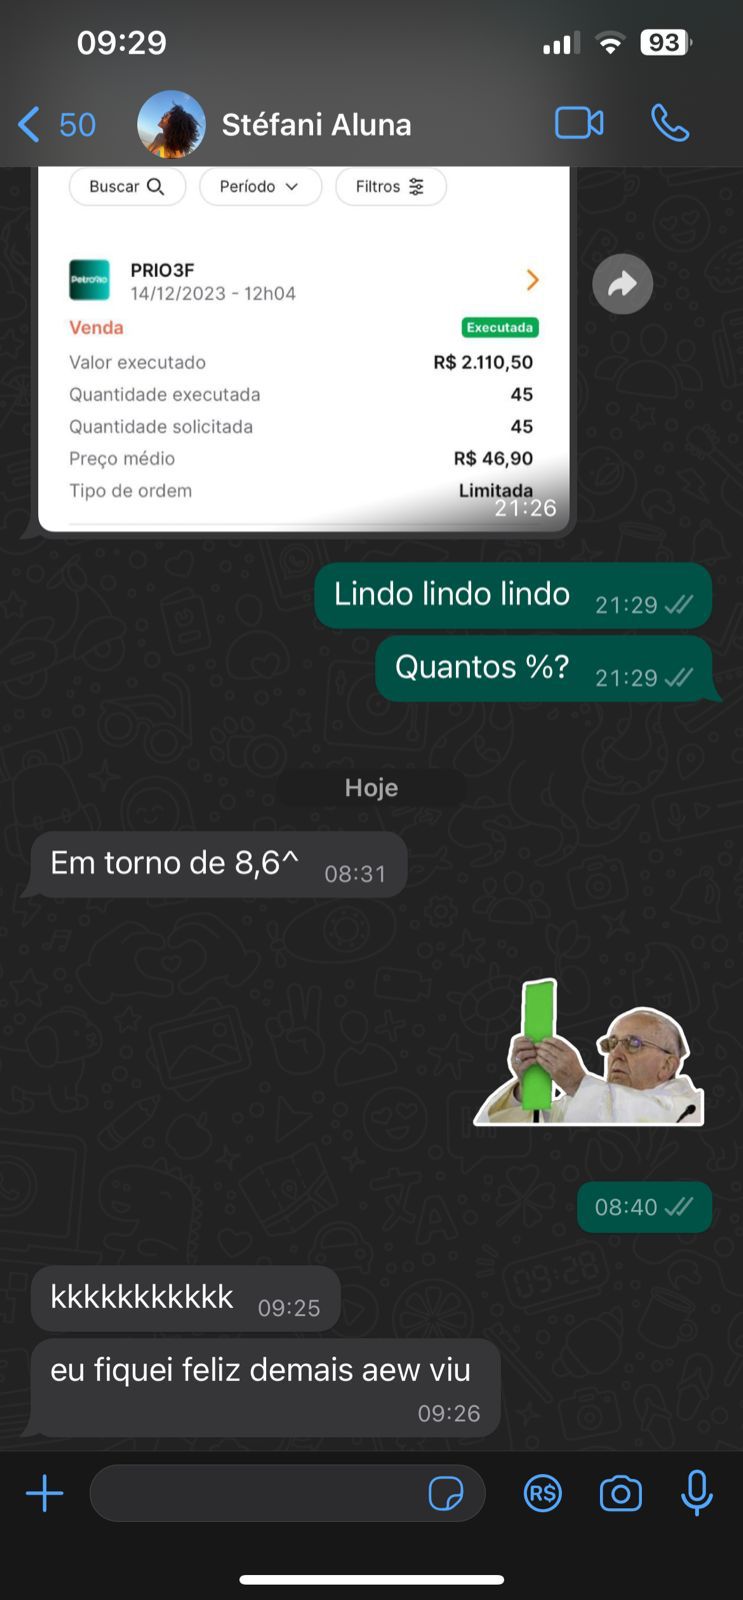 09:29
93
50
Stéfani Aluna
Buscar
Período
Filtros
PetroRio
PRIO3F
14/12/2023 - 12h04
Venda
Executada
Valor executado
R$ 2.110,50
Quantidade executada
45
Quantidade solicitada
45
Preço médio
R$ 46,90
Tipo de ordem
Limitada
21:26
Lindo lindo lindo 21:29
Quantos %? 21:29
Hoje
Em torno de 8,6^ 08:31
08:40
kkkkkkkkkkk 09:25
eu fiquei feliz demais aew viu
09:26
R$